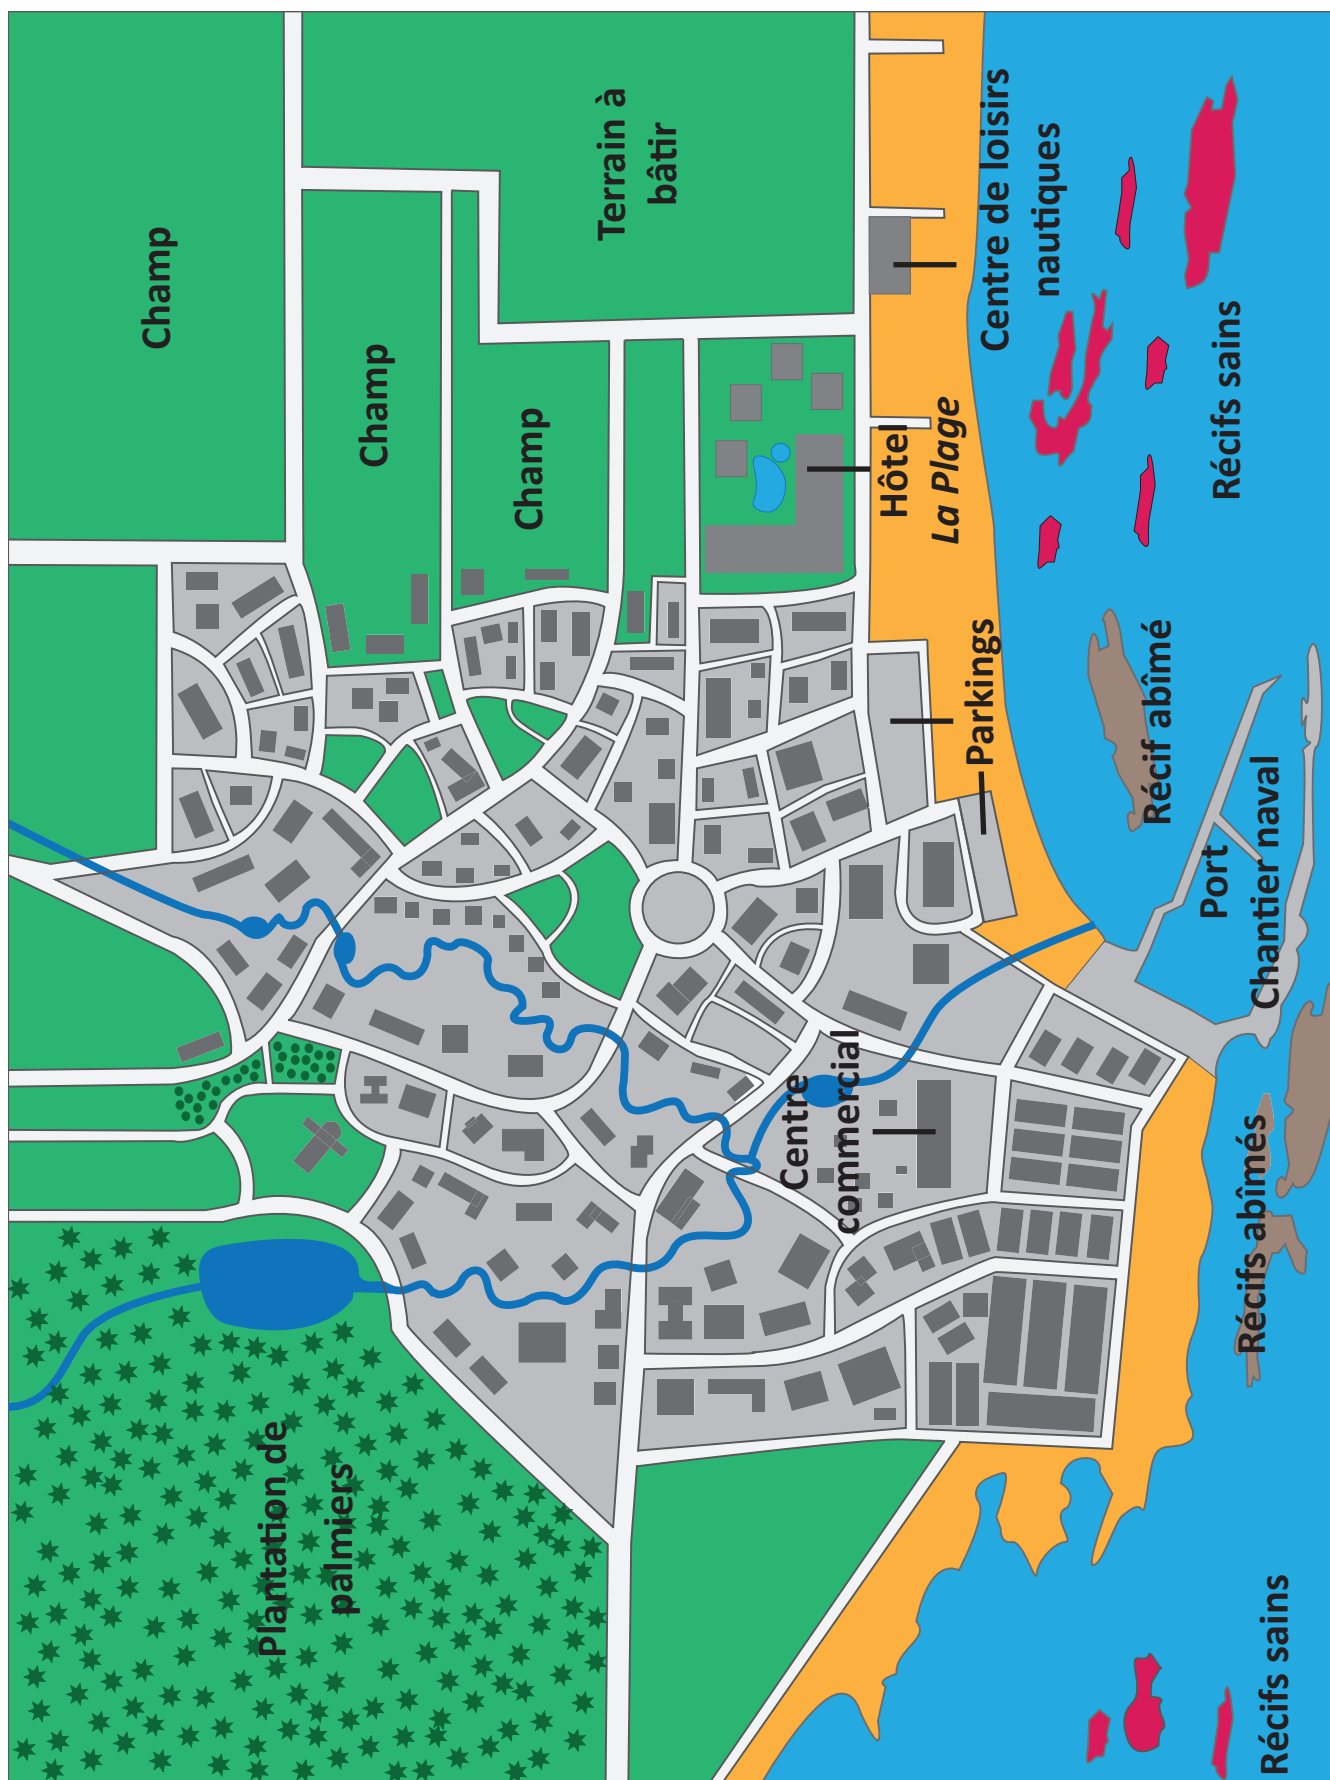 Champ
Plantation de
palmiers
Champ
Champ
Terrain à
bâtir
Centre
commercial
Hôtel
La Plage
Parkings
Centre de loisirs
nautiques
Récif abîmé
Port
Chantier naval
Récifs sains
Récifs abîmés
Récifs sains